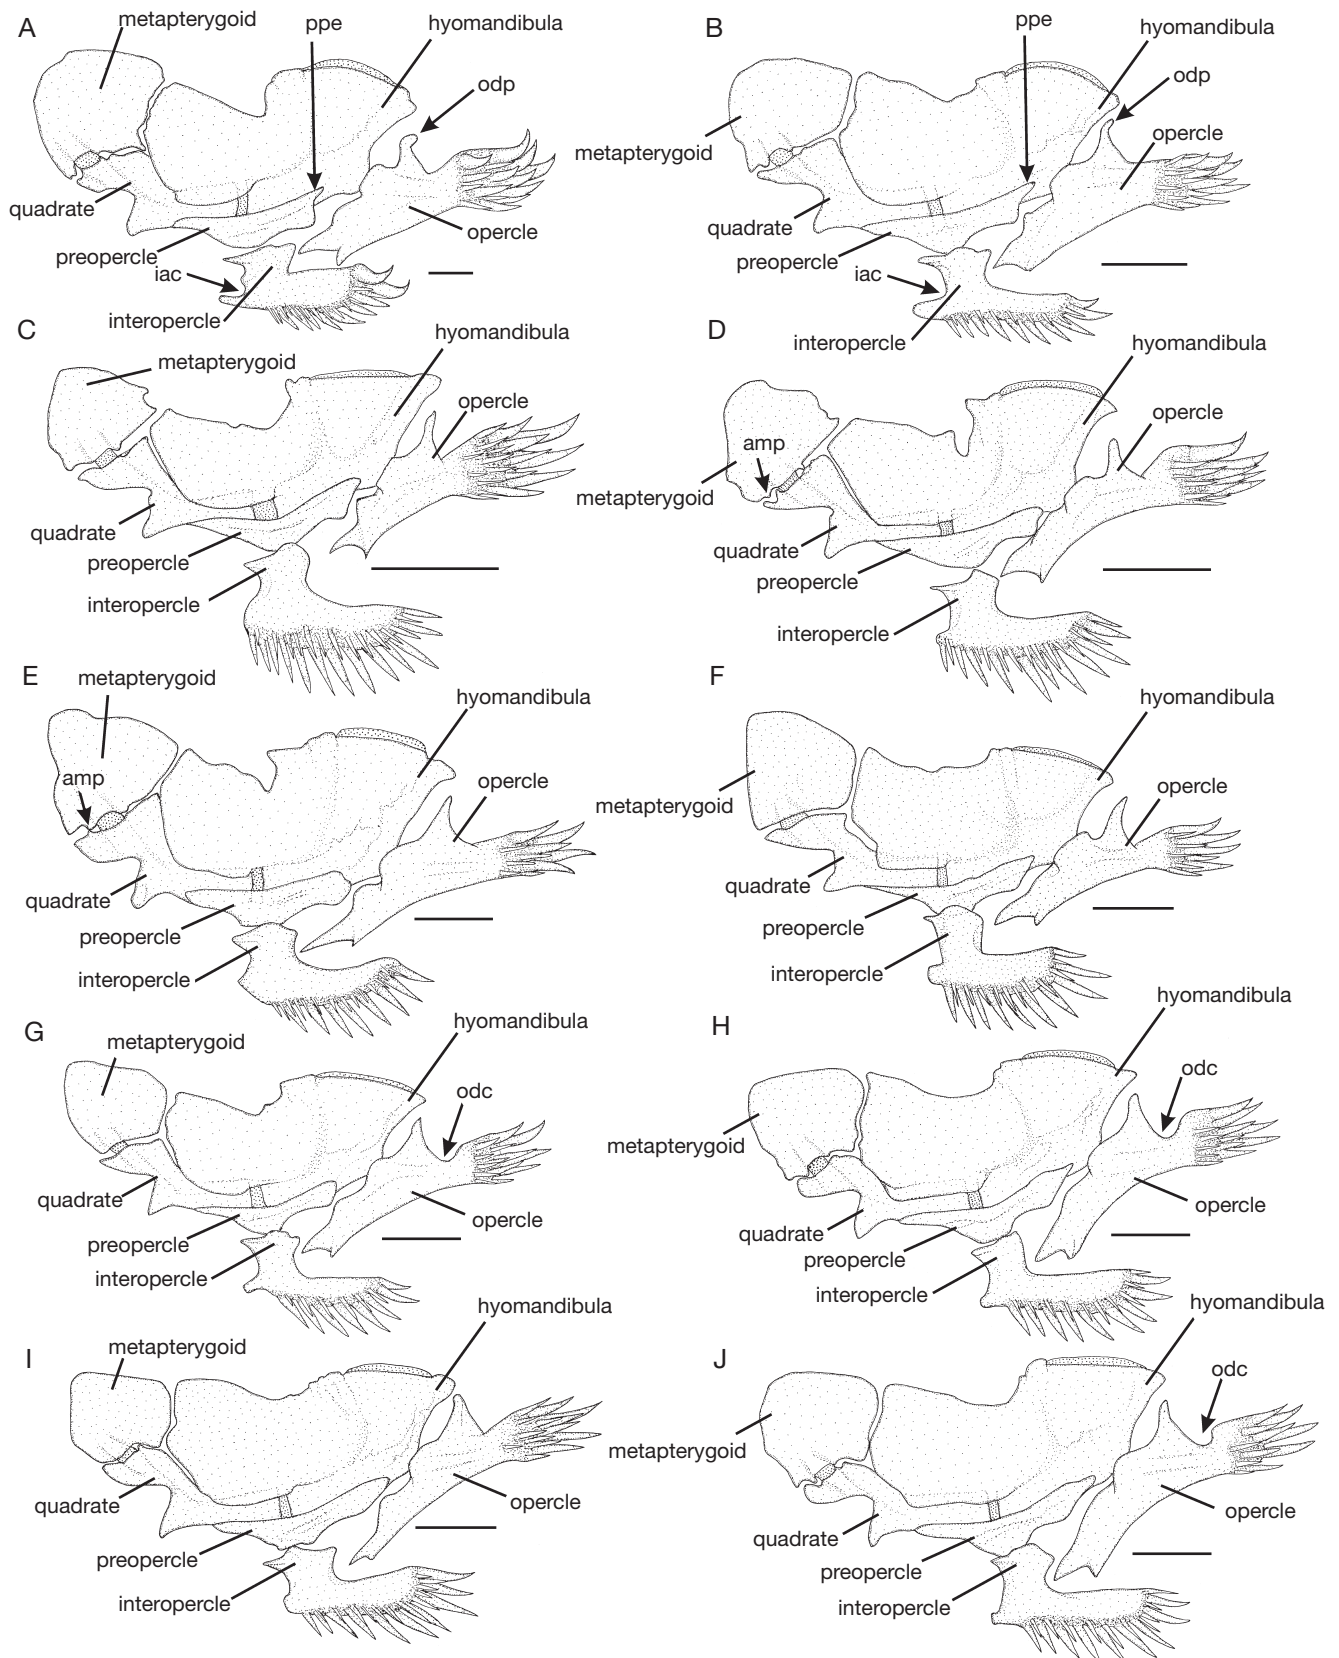 A
metapterygoid
ppe
hyomandibula
odp
quadrate
preopercle
iac
interopercle
opercle
B
ppe
hyomandibula
odp
opercle
metapterygoid
quadrate
preopercle
iac
interopercle
C
metapterygoid
hyomandibula
opercle
quadrate
preopercle
interopercle
D
hyomandibula
opercle
amp
metapterygoid
quadrate
preopercle
interopercle
E
metapterygoid
hyomandibula
amp
opercle
quadrate
preopercle
interopercle
F
hyomandibula
opercle
metapterygoid
quadrate
preopercle
interopercle
G
metapterygoid
hyomandibula
odc
quadrate
opercle
preopercle
interopercle
H
hyomandibula
odc
metapterygoid
opercle
quadrate
preopercle
interopercle
I
metapterygoid
hyomandibula
quadrate
opercle
preopercle
interopercle
J
hyomandibula
odc
metapterygoid
opercle
quadrate
preopercle
interopercle